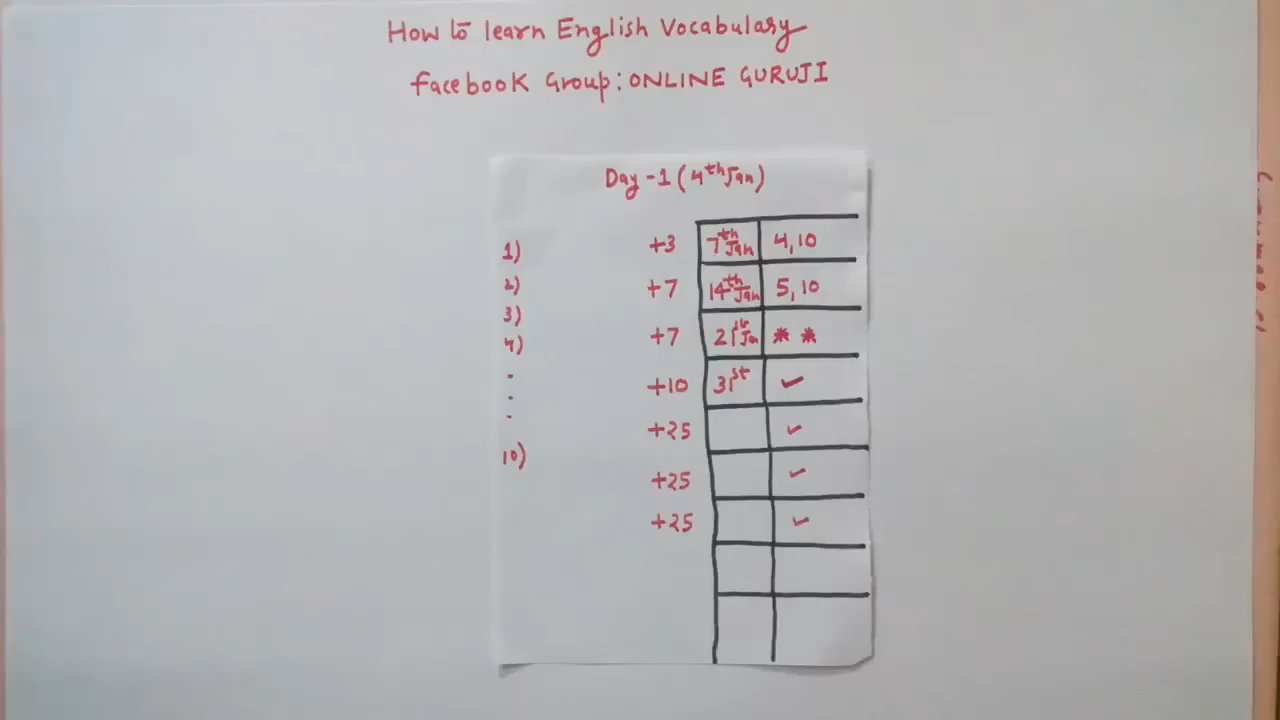 How to learn English Vocabulary
Facebook Group: ONLINE GURUJI
Day -1 (4th Jan)
1) +3 7th Jan 4,10
2) +7 14th Jan 5,10
3)
4) +7 21st Jan * *
+10 31st ✓
+25 ✓
10) +25 ✓
+25 ✓